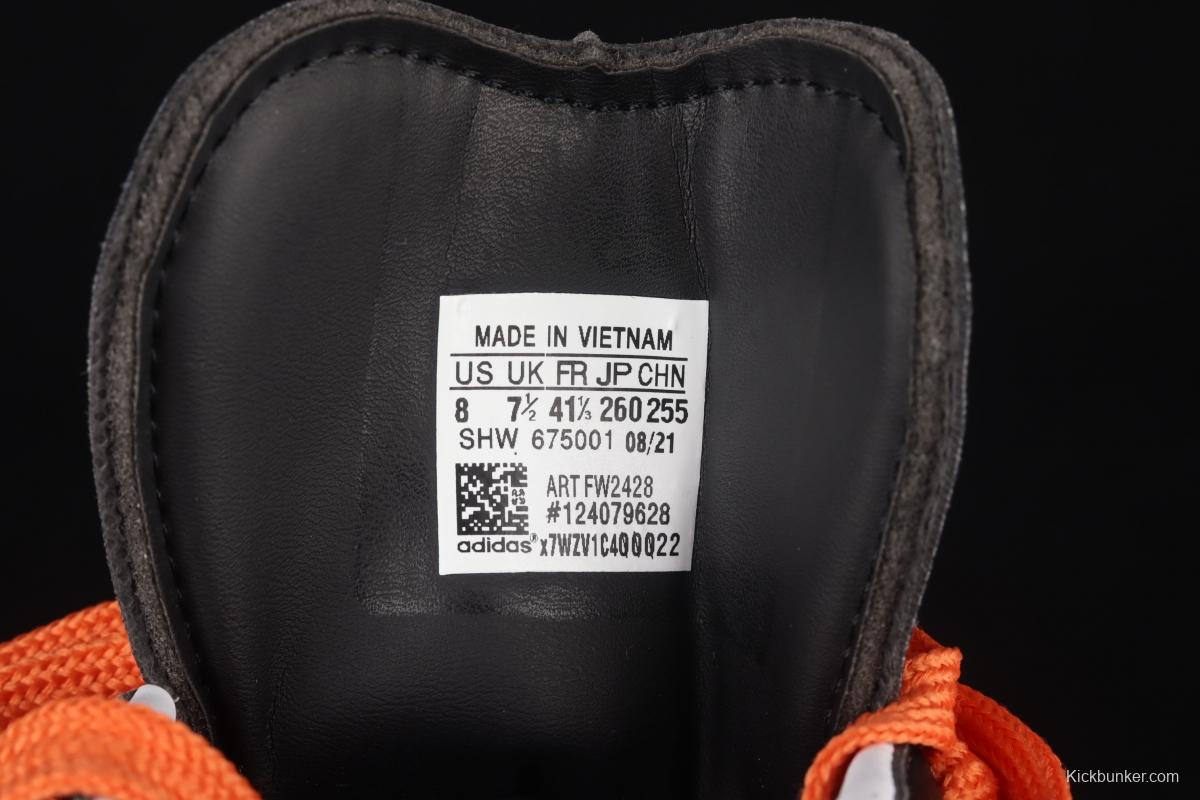 MADE IN VIETNAM
US UK FR JP CHN
8 7½ 41⅓ 260 255
SHW 675001 08/21
ART FW2428
#124079628
adidas® x7WZV1C4000022
Kickbunker.com